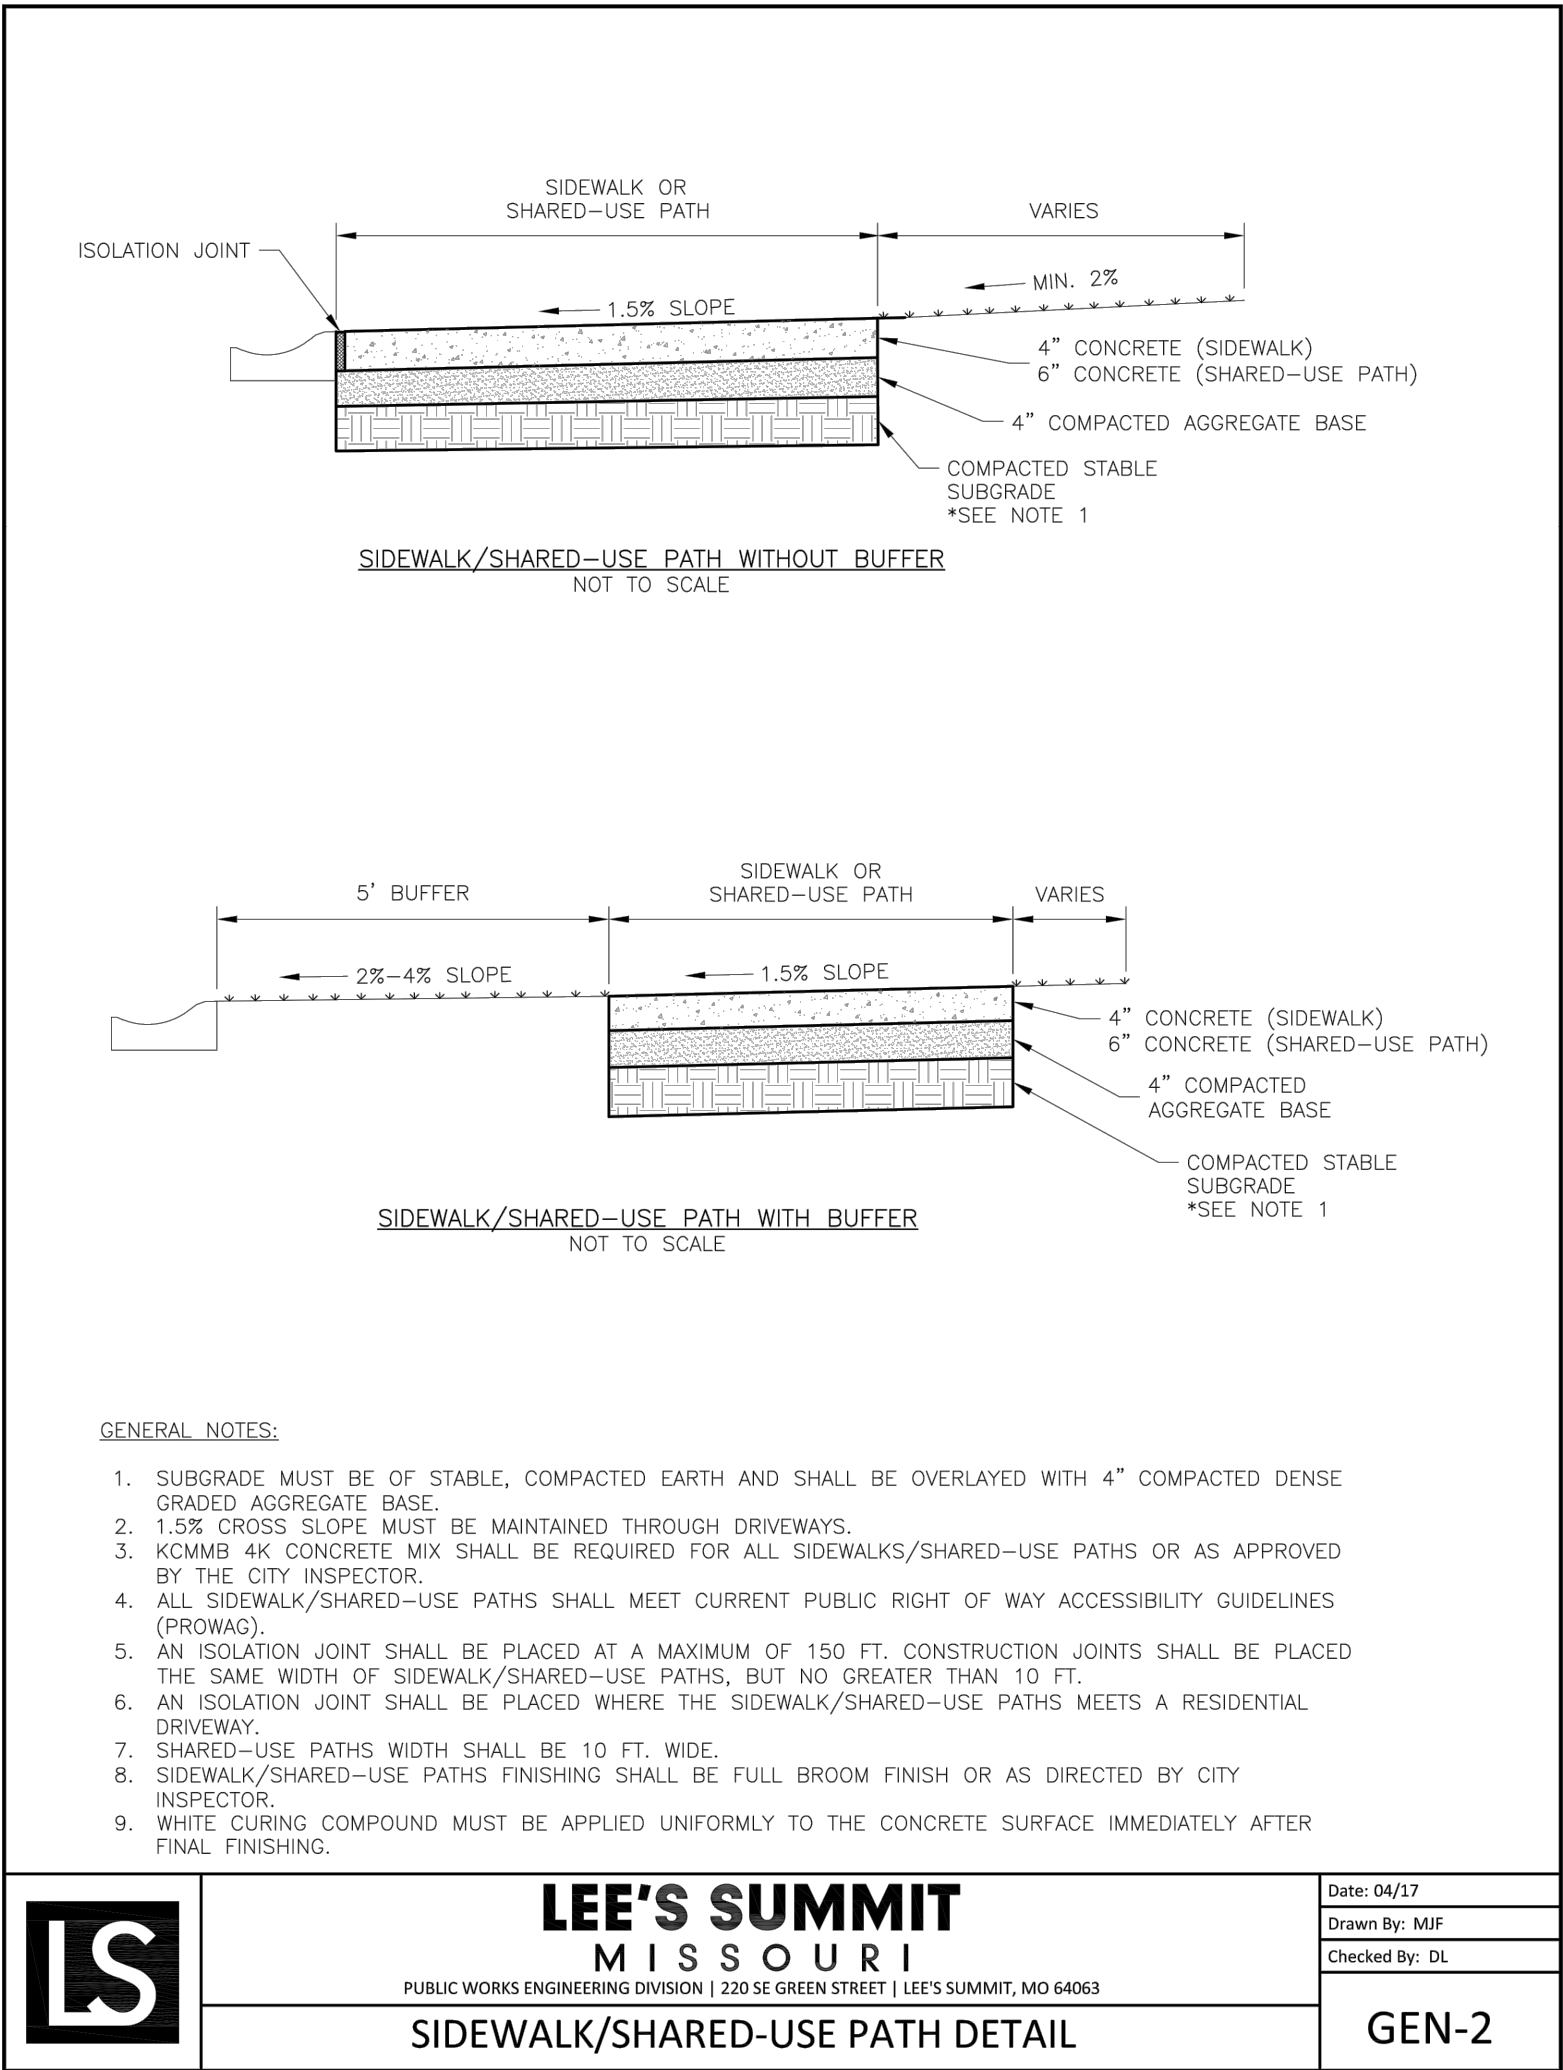 SIDEWALK OR
SHARED-USE PATH
VARIES
ISOLATION JOINT
MIN. 2%
1.5% SLOPE
4" CONCRETE (SIDEWALK)
6" CONCRETE (SHARED-USE PATH)
4" COMPACTED AGGREGATE BASE
COMPACTED STABLE
SUBGRADE
*SEE NOTE 1
SIDEWALK/SHARED-USE PATH WITHOUT BUFFER
NOT TO SCALE
5' BUFFER
SIDEWALK OR
SHARED-USE PATH
VARIES
2%-4% SLOPE
1.5% SLOPE
4" CONCRETE (SIDEWALK)
6" CONCRETE (SHARED-USE PATH)
4" COMPACTED
AGGREGATE BASE
COMPACTED STABLE
SUBGRADE
*SEE NOTE 1
SIDEWALK/SHARED-USE PATH WITH BUFFER
NOT TO SCALE
GENERAL NOTES:
1. SUBGRADE MUST BE OF STABLE, COMPACTED EARTH AND SHALL BE OVERLAYED WITH 4" COMPACTED DENSE
GRADED AGGREGATE BASE.
2. 1.5% CROSS SLOPE MUST BE MAINTAINED THROUGH DRIVEWAYS.
3. KCMMB 4K CONCRETE MIX SHALL BE REQUIRED FOR ALL SIDEWALKS/SHARED-USE PATHS OR AS APPROVED
BY THE CITY INSPECTOR.
4. ALL SIDEWALK/SHARED-USE PATHS SHALL MEET CURRENT PUBLIC RIGHT OF WAY ACCESSIBILITY GUIDELINES
(PROWAG).
5. AN ISOLATION JOINT SHALL BE PLACED AT A MAXIMUM OF 150 FT. CONSTRUCTION JOINTS SHALL BE PLACED
THE SAME WIDTH OF SIDEWALK/SHARED-USE PATHS, BUT NO GREATER THAN 10 FT.
6. AN ISOLATION JOINT SHALL BE PLACED WHERE THE SIDEWALK/SHARED-USE PATHS MEETS A RESIDENTIAL
DRIVEWAY.
7. SHARED-USE PATHS WIDTH SHALL BE 10 FT. WIDE.
8. SIDEWALK/SHARED-USE PATHS FINISHING SHALL BE FULL BROOM FINISH OR AS DIRECTED BY CITY
INSPECTOR.
9. WHITE CURING COMPOUND MUST BE APPLIED UNIFORMLY TO THE CONCRETE SURFACE IMMEDIATELY AFTER
FINAL FINISHING.
LS
LEE'S SUMMIT
MISSOURI
PUBLIC WORKS ENGINEERING DIVISION | 220 SE GREEN STREET | LEE'S SUMMIT, MO 64063
SIDEWALK/SHARED-USE PATH DETAIL
Date: 04/17
Drawn By: MJF
Checked By: DL
GEN-2